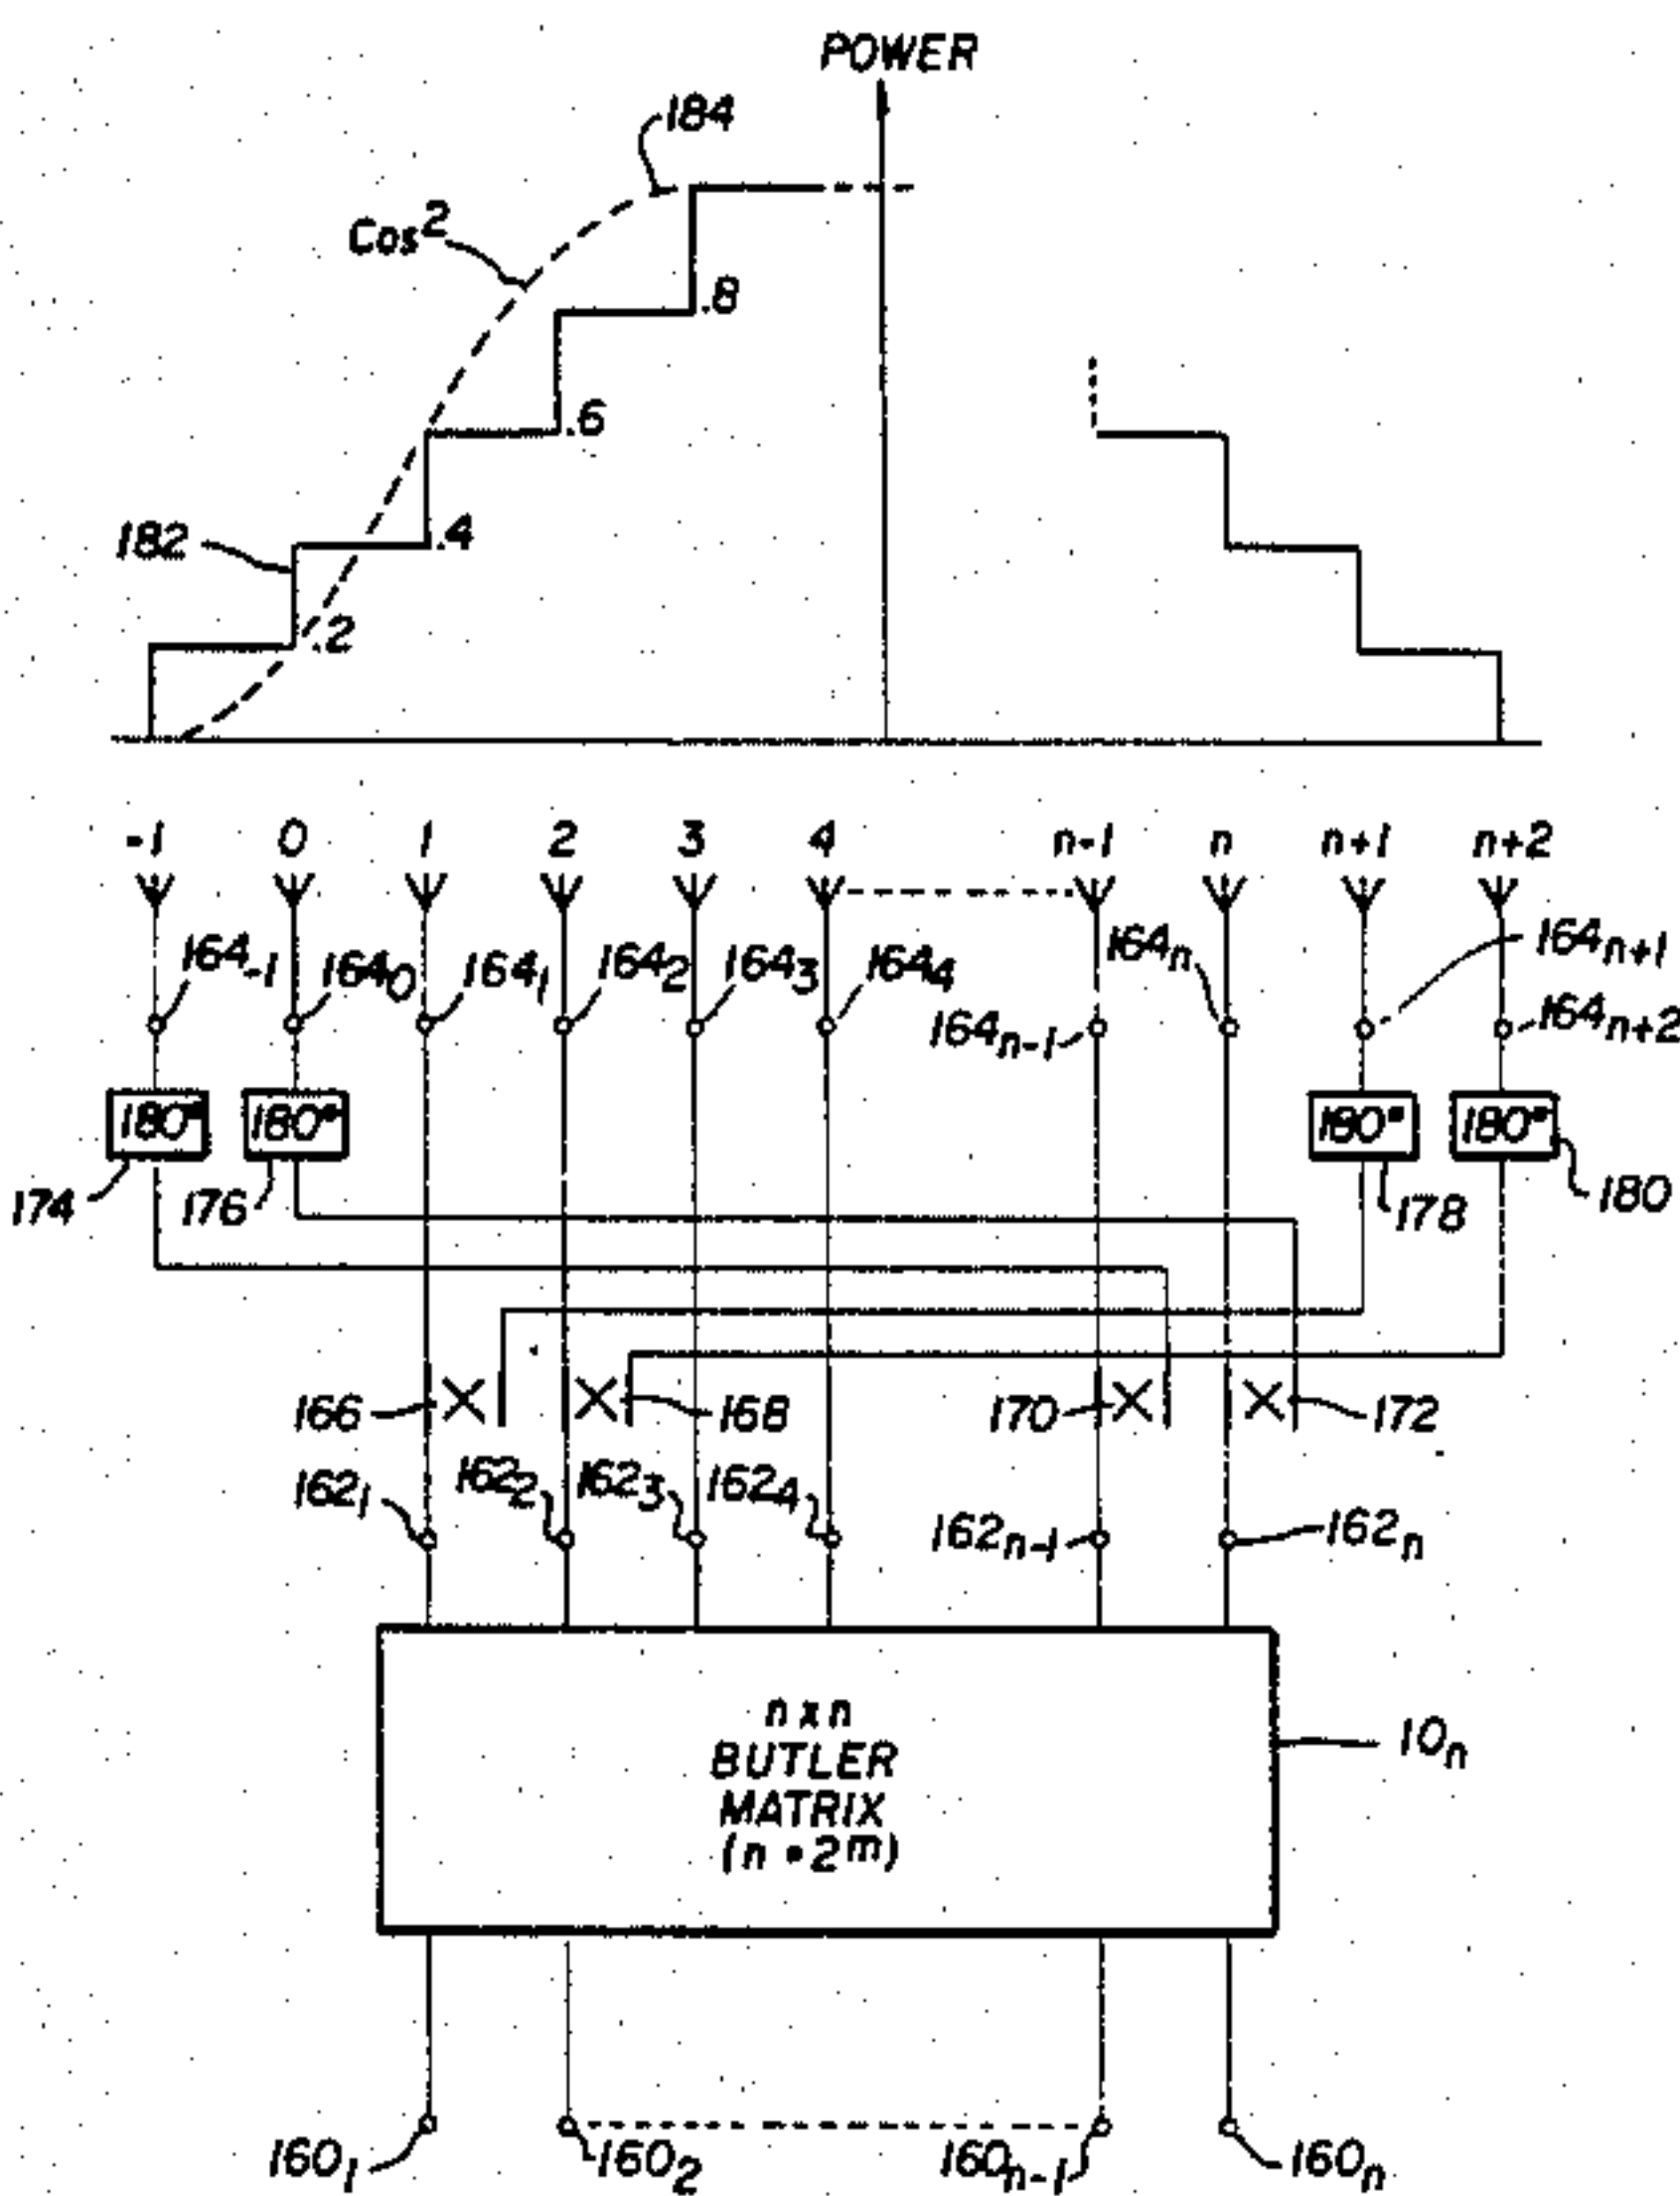 POWER
184
Cos²
.8
.6
182
.4
.2
-1 0 1 2 3 4 n-1 n n+1 n+2
164₋₁ 164₀ 164₁ 164₂ 164₃ 164₄ 164ₙ 164ₙ₊₁
164ₙ₋₁ 164ₙ₊₂
180° 180° 180° 180°
174 176 178 180
166 168 170 172
162₁ 162₂ 162₃ 162₄ 162ₙ₋₁ 162ₙ
n x n
BUTLER
MATRIX
(n = 2ᵐ)
10ₙ
160₁ 160₂ 160ₙ₋₁ 160ₙ